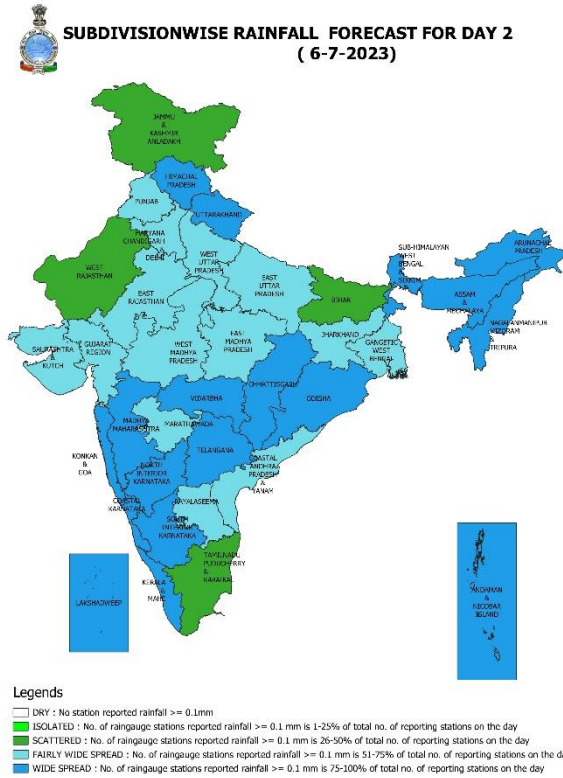 SUBDIVISIONWISE RAINFALL FORECAST FOR DAY 2
( 6-7-2023)
JAMMU
&
KASHMIR
ANLADAKH
HIMACHAL
PRADESH
PUNJAB
UTTARAKHAND
HARYANA
CHANDIGARH
&
DELHI
WEST
UTTAR
PRADESH
SUB-HIMALAYAN
WEST
BENGAL
&
SIKKIM
ARUNACHAL
PRADESH
WEST
RAJASTHAN
EAST
UTTAR
PRADESH
EAST
RAJASTHAN
BIHAR
ASSAM
&
MEGHALAYA
NAGALANMANIPUR
MIZORAM
&
TRIPURA
SAURASHTRA
&
KUTCH
GUJARAT
REGION
WEST
MADHYA
PRADESH
EAST
MADHYA
PRADESH
JHARKHAND
GANGETIC
WEST
BENGAL
CHHATTISGARH
VIDARBHA
ODISHA
MADHYA
MAHARASHTRA
MARATHAWADA
KONKAN
&
GOA
TELANGANA
COASTAL
ANDHRA
PRADESH
&
YANAM
NORTH
INTERIOR
KARNATAKA
COASTAL
KARNATAKA
RAYALASEEMA
SOUTH
INTERIOR
KARNATAKA
TAMILNADU
PUDUCHERRY
&
KARAIKAL
KERALA
&
MAHE
LAKSHADWEEP
ANDAMAN
&
NICOBAR
ISLAND
Legends
DRY : No station reported rainfall >= 0.1mm
ISOLATED : No. of raingauge stations reported rainfall >= 0.1 mm is 1-25% of total no. of reporting stations on the day
SCATTERED : No. of raingauge stations reported rainfall >= 0.1 mm is 26-50% of total no. of reporting stations on the day
FAIRLY WIDE SPREAD : No. of raingauge stations reported rainfall >= 0.1 mm is 51-75% of total no. of reporting stations on the da
WIDE SPREAD : No. of raingauge stations reported rainfall >= 0.1 mm is 75-100% of total no. of reporting stations on the day